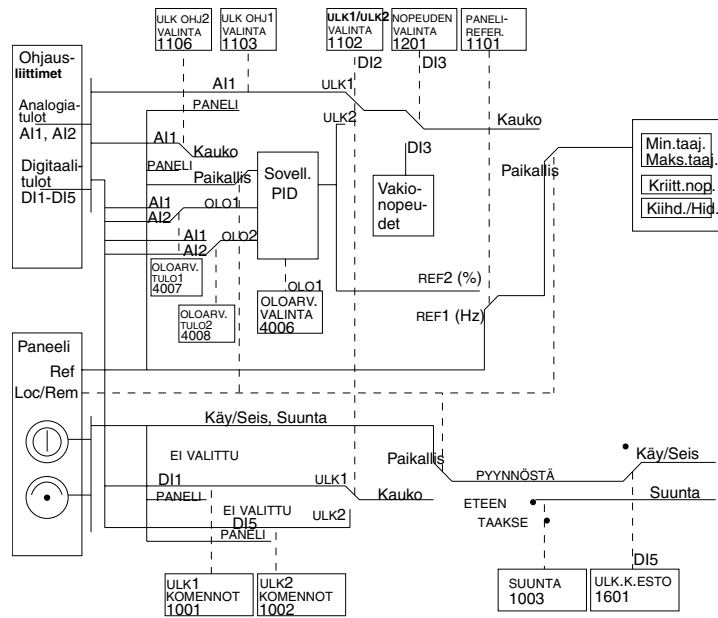 ULK OHJ2
VALINTA
1106
ULK OHJ1
VALINTA
1103
ULK1/ULK2
VALINTA
1102
NOPEUDEN
VALINTA
1201
PANELI-
REFER.
1101
DI2
DI3
Ohjaus-
liittimet
Analogia-
tulot
AI1, AI2
Digitaali-
tulot
DI1-DI5
AI1
PANELI
ULK1
ULK2
Kauko
AI1
Kauko
PANELI
Paikallis
Sovell.
PID
DI3
Vakio-
nopeu-
det
Paikallis
Min.taaj.
Maks.taaj.
Kriitt.nop.
Kiihd./Hid.
AI1
AI2
OLO1
AI1
AI2
OLO2
OLOARV.
TULO1
4007
OLOARV.
TULO2
4008
OLO1
OLOARV.
VALINTA
4006
REF2 (%)
REF1 (Hz)
Paneeli
Ref
Loc/Rem
Käy/Seis, Suunta
EI VALITTU
Paikallis
PYYNNÖSTÄ
Käy/Seis
DI1
PANELI
ULK1
Kauko
EI VALITTU
DI5
PANELI
ULK2
ETEEN
TAAKSE
Suunta
ULK1
KOMENNOT
1001
ULK2
KOMENNOT
1002
SUUNTA
1003
DI5
ULK.K.ESTO
1601